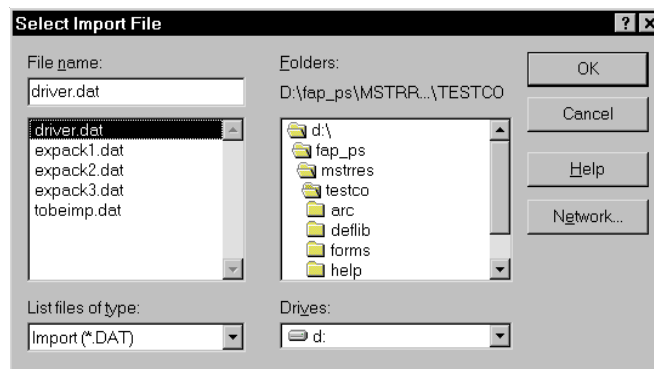 Select Import File
File name:
driver.dat
driver.dat
expack1.dat
expack2.dat
expack3.dat
tobeimp.dat
List files of type:
Import (*.DAT)
Folders:
D:\fap_ps\MSTRR...\TESTCO
d:\
fap_ps
mstrres
testco
arc
deflib
forms
help
Drives:
d:
OK
Cancel
Help
Network...